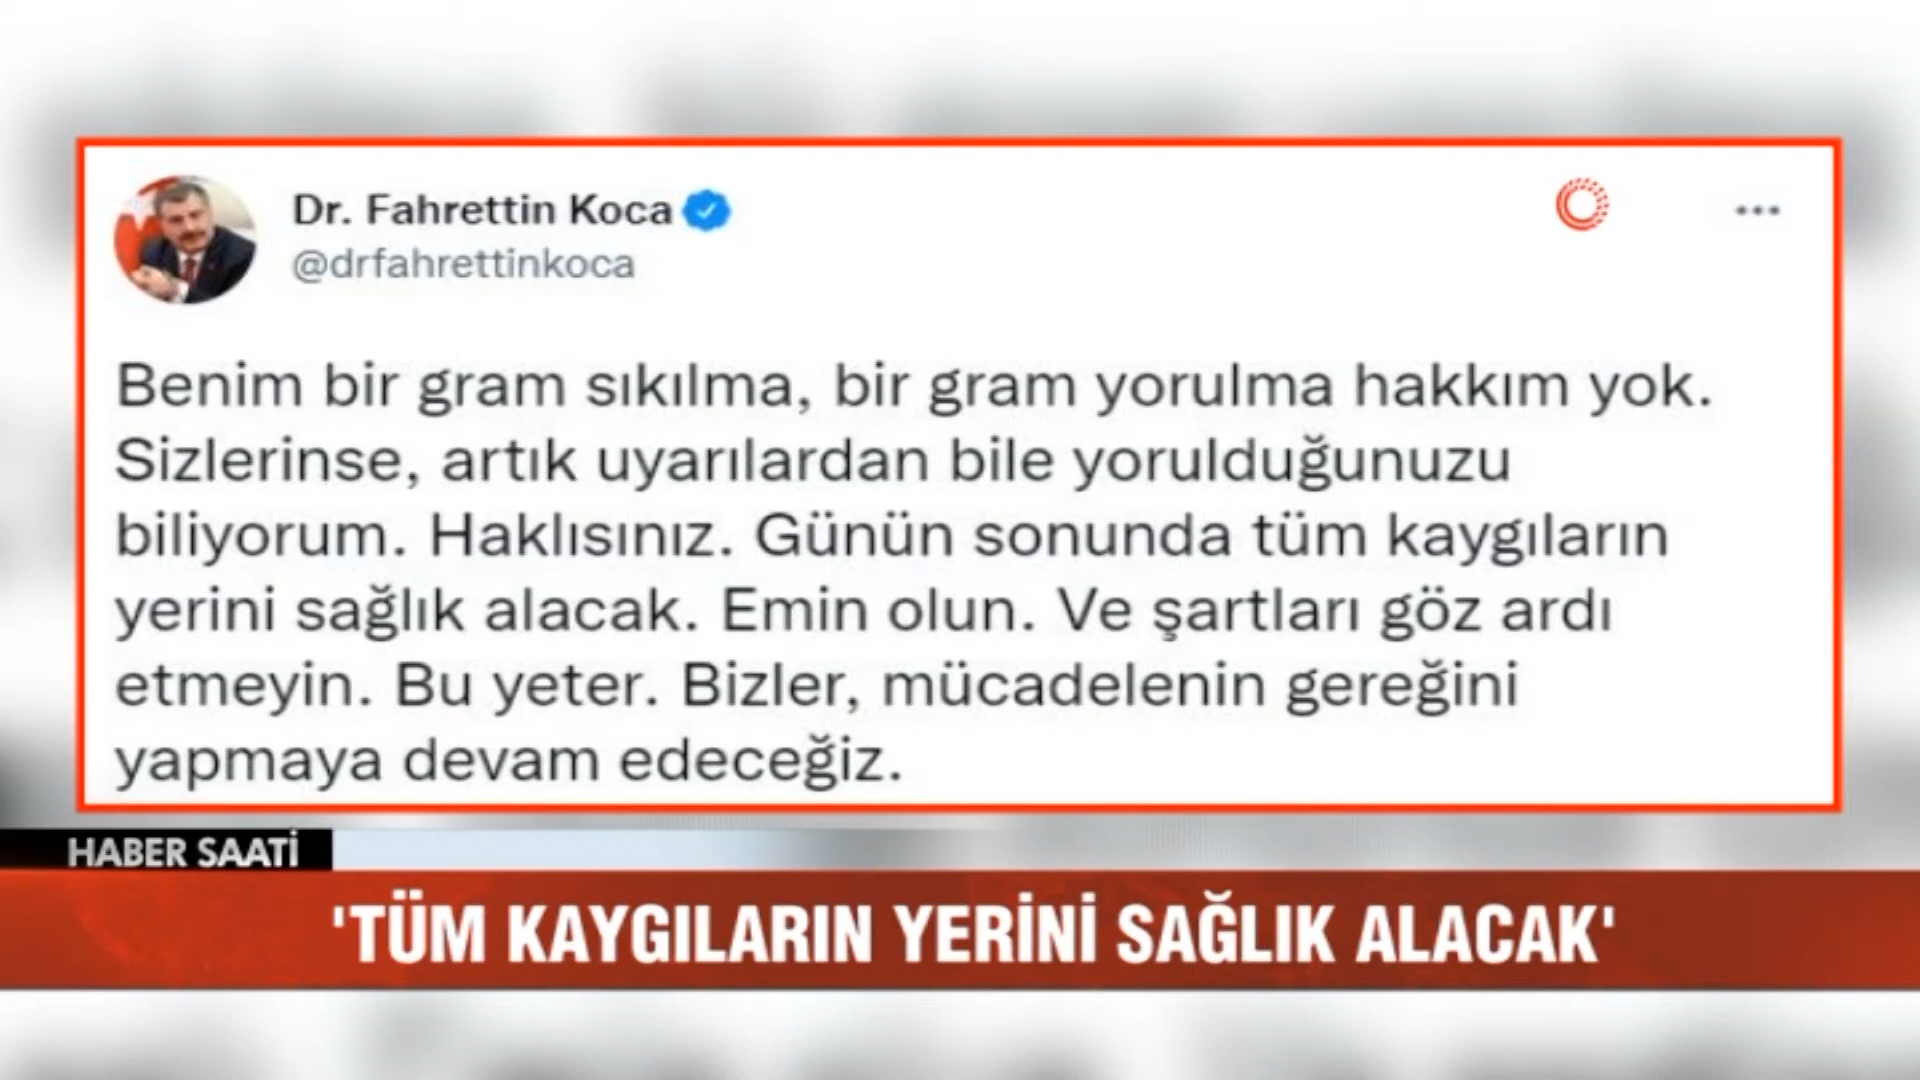 Dr. Fahrettin Koca
@drfahrettinkoca
Benim bir gram sıkılma, bir gram yorulma hakkım yok.
Sizlerinse, artık uyarılardan bile yorulduğunuzu
biliyorum. Haklısınız. Günün sonunda tüm kaygıların
yerini sağlık alacak. Emin olun. Ve şartları göz ardı
etmeyin. Bu yeter. Bizler, mücadelenin gereğini
yapmaya devam edeceğiz.
HABER SAATİ
'TÜM KAYGILARIN YERİNİ SAĞLIK ALACAK'